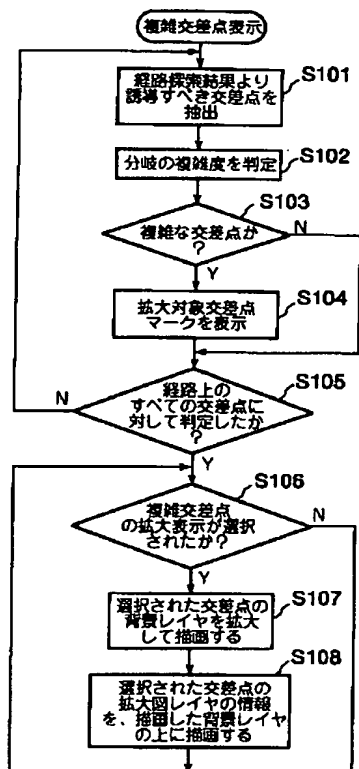 複雑交差点表示
S101
経路探索結果より
誘導すべき交差点を
抽出
S102
分岐の複雑度を判定
S103
複雑な交差点か
?
N
Y
S104
拡大対象交差点
マークを表示
S105
経路上の
すべての交差点に
対して判定したか
?
N
Y
S106
複雑交差点
の拡大表示が選択
されたか?
N
Y
S107
選択された交差点の
背景レイヤを拡大
して描画する
S108
選択された交差点の
拡大図レイヤの情報
を、描画した背景レイヤ
の上に描画する